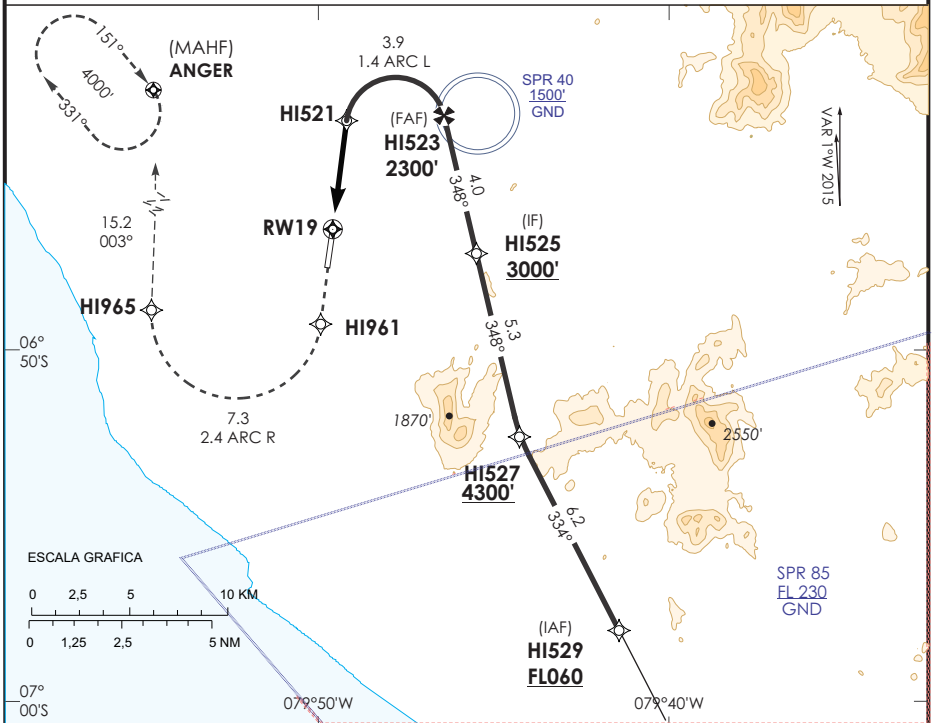 151°
4000'
331°
(MAHF)
ANGER
3.9
1.4 ARC L
HI521
(FAF)
HI523
2300'
SPR 40
1500'
GND
VAR 1°W 2015
4.0
348°
15.2
003°
RW19
(IF)
HI525
3000'
HI965
HI961
5.3
348°
06°
50'S
7.3
2.4 ARC R
1870'
2550'
HI527
4300'
6.2
334°
ESCALA GRAFICA
0 2,5 5 10 KM
0 1,25 2,5 5 NM
SPR 85
FL 230
GND
(IAF)
HI529
FL060
07°
00'S
079°50'W
079°40'W